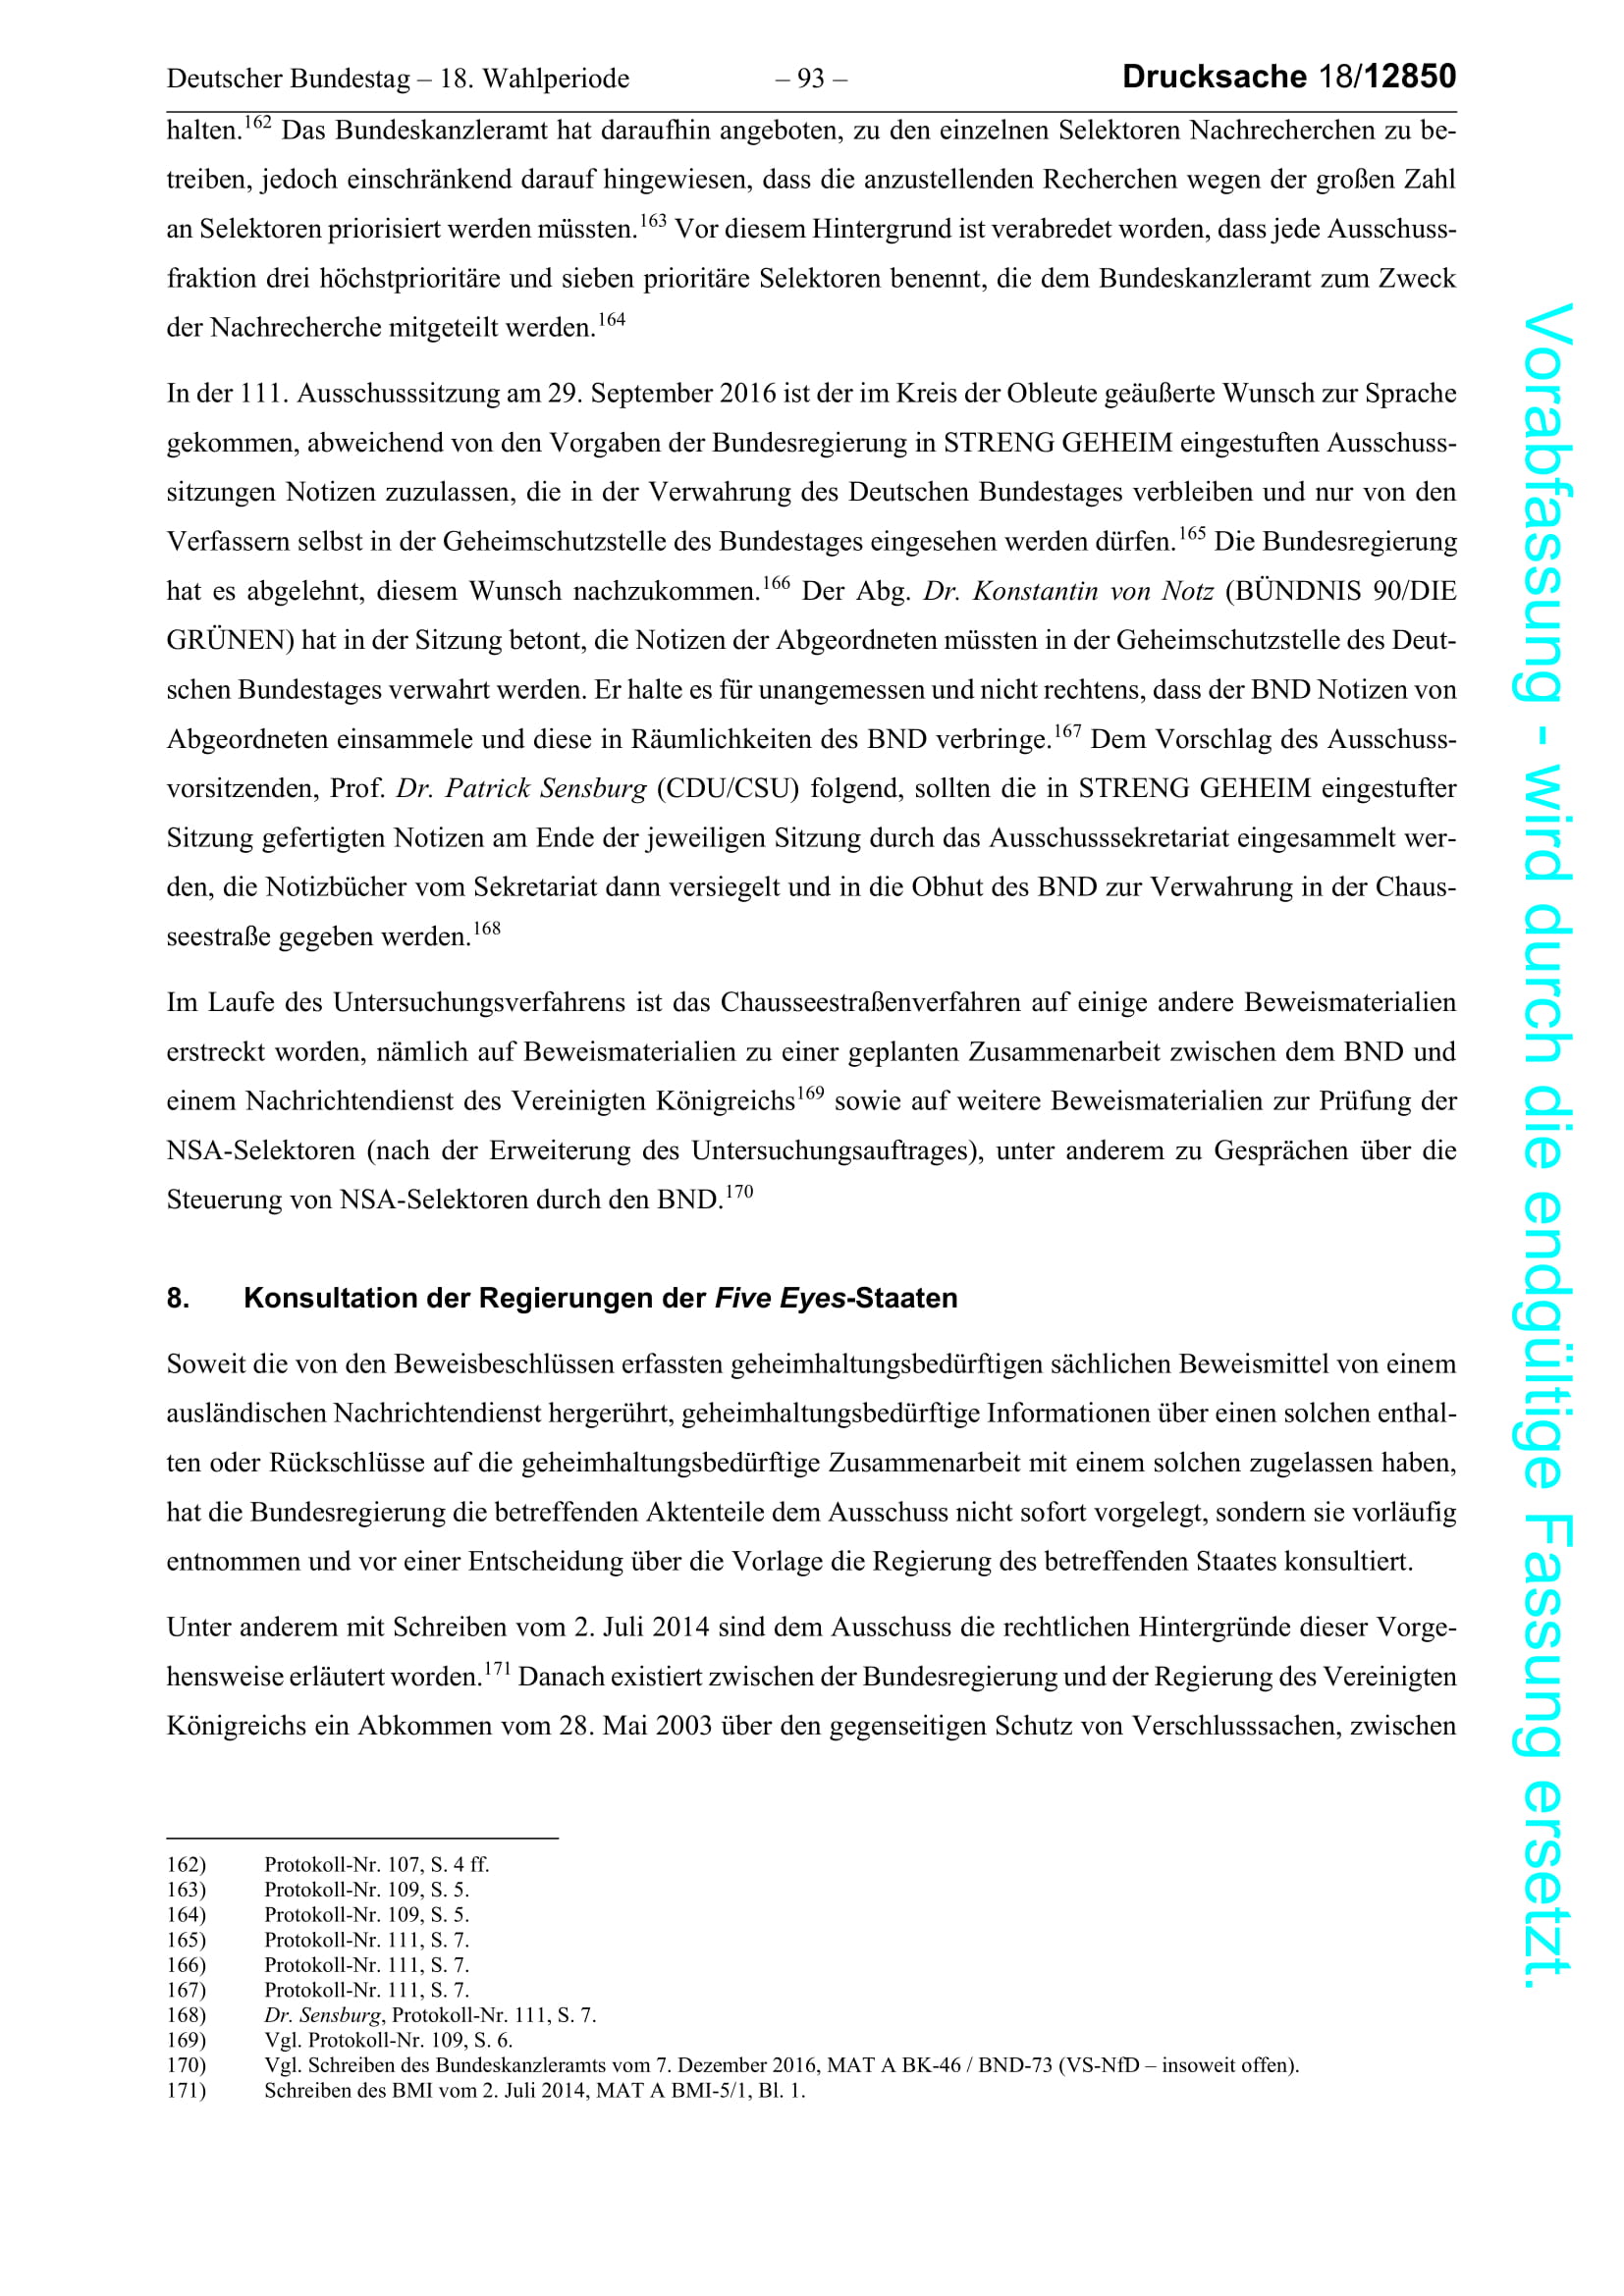 Deutscher Bundestag – 18. Wahlperiode – 93 – Drucksache 18/12850
halten.162 Das Bundeskanzleramt hat daraufhin angeboten, zu den einzelnen Selektoren Nachrecherchen zu be-
treiben, jedoch einschränkend darauf hingewiesen, dass die anzustellenden Recherchen wegen der großen Zahl
an Selektoren priorisiert werden müssten.163 Vor diesem Hintergrund ist verabredet worden, dass jede Ausschuss-
fraktion drei höchstprioritäre und sieben prioritäre Selektoren benennt, die dem Bundeskanzleramt zum Zweck
der Nachrecherche mitgeteilt werden.164
In der 111. Ausschusssitzung am 29. September 2016 ist der im Kreis der Obleute geäußerte Wunsch zur Sprache
gekommen, abweichend von den Vorgaben der Bundesregierung in STRENG GEHEIM eingestuften Ausschuss-
sitzungen Notizen zuzulassen, die in der Verwahrung des Deutschen Bundestages verbleiben und nur von den
Verfassern selbst in der Geheimschutzstelle des Bundestages eingesehen werden dürfen.165 Die Bundesregierung
hat es abgelehnt, diesem Wunsch nachzukommen.166 Der Abg. Dr. Konstantin von Notz (BÜNDNIS 90/DIE
GRÜNEN) hat in der Sitzung betont, die Notizen der Abgeordneten müssten in der Geheimschutzstelle des Deut-
schen Bundestages verwahrt werden. Er halte es für unangemessen und nicht rechtens, dass der BND Notizen von
Abgeordneten einsammele und diese in Räumlichkeiten des BND verbringe.167 Dem Vorschlag des Ausschuss-
vorsitzenden, Prof. Dr. Patrick Sensburg (CDU/CSU) folgend, sollten die in STRENG GEHEIM eingestufter
Sitzung gefertigten Notizen am Ende der jeweiligen Sitzung durch das Ausschusssekretariat eingesammelt wer-
den, die Notizbücher vom Sekretariat dann versiegelt und in die Obhut des BND zur Verwahrung in der Chaus-
seestraße gegeben werden.168
Im Laufe des Untersuchungsverfahrens ist das Chausseestraßenverfahren auf einige andere Beweismaterialien
erstreckt worden, nämlich auf Beweismaterialien zu einer geplanten Zusammenarbeit zwischen dem BND und
einem Nachrichtendienst des Vereinigten Königreichs169 sowie auf weitere Beweismaterialien zur Prüfung der
NSA-Selektoren (nach der Erweiterung des Untersuchungsauftrages), unter anderem zu Gesprächen über die
Steuerung von NSA-Selektoren durch den BND.170
8. Konsultation der Regierungen der Five Eyes-Staaten
Soweit die von den Beweisbeschlüssen erfassten geheimhaltungsbedürftigen sächlichen Beweismittel von einem
ausländischen Nachrichtendienst hergerührt, geheimhaltungsbedürftige Informationen über einen solchen enthal-
ten oder Rückschlüsse auf die geheimhaltungsbedürftige Zusammenarbeit mit einem solchen zugelassen haben,
hat die Bundesregierung die betreffenden Aktenteile dem Ausschuss nicht sofort vorgelegt, sondern sie vorläufig
entnommen und vor einer Entscheidung über die Vorlage die Regierung des betreffenden Staates konsultiert.
Unter anderem mit Schreiben vom 2. Juli 2014 sind dem Ausschuss die rechtlichen Hintergründe dieser Vorge-
hensweise erläutert worden.171 Danach existiert zwischen der Bundesregierung und der Regierung des Vereinigten
Königreichs ein Abkommen vom 28. Mai 2003 über den gegenseitigen Schutz von Verschlusssachen, zwischen
162) Protokoll-Nr. 107, S. 4 ff.
163) Protokoll-Nr. 109, S. 5.
164) Protokoll-Nr. 109, S. 5.
165) Protokoll-Nr. 111, S. 7.
166) Protokoll-Nr. 111, S. 7.
167) Protokoll-Nr. 111, S. 7.
168) Dr. Sensburg, Protokoll-Nr. 111, S. 7.
169) Vgl. Protokoll-Nr. 109, S. 6.
170) Vgl. Schreiben des Bundeskanzleramts vom 7. Dezember 2016, MAT A BK-46 / BND-73 (VS-NfD – insoweit offen).
171) Schreiben des BMI vom 2. Juli 2014, MAT A BMI-5/1, Bl. 1.
Vorabfassung - wird durch die endgültige Fassung ersetzt.